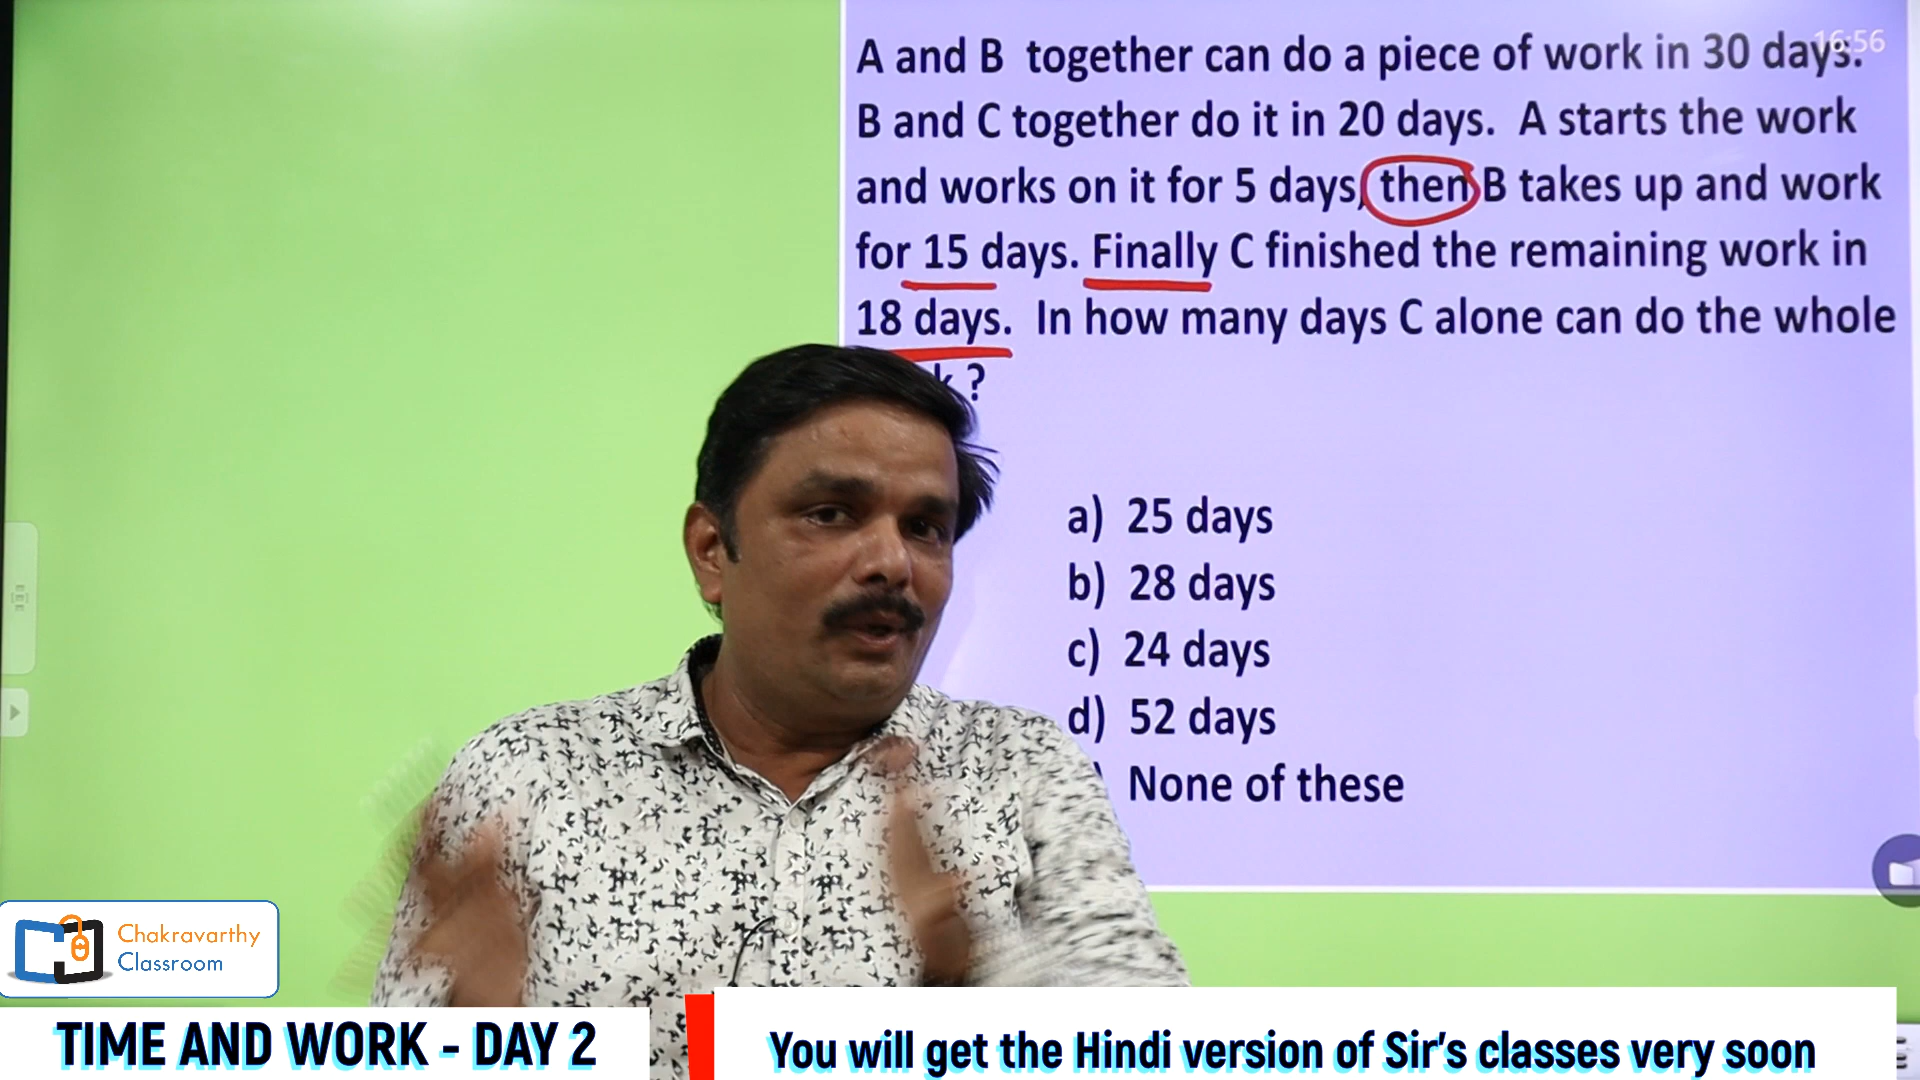 16:56
A and B together can do a piece of work in 30 days.
B and C together do it in 20 days. A starts the work
and works on it for 5 days, then B takes up and work
for 15 days. Finally C finished the remaining work in
18 days. In how many days C alone can do the whole
k ?
a) 25 days
b) 28 days
c) 24 days
d) 52 days
) None of these
Chakravarthy
Classroom
TIME AND WORK - DAY 2
You will get the Hindi version of Sir's classes very soon